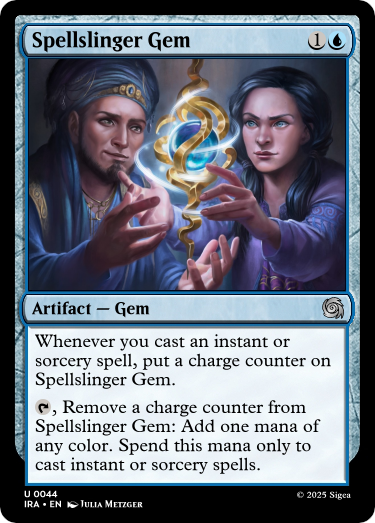 Spellslinger Gem 1
Artifact — Gem
Whenever you cast an instant or
sorcery spell, put a charge counter on
Spellslinger Gem.
, Remove a charge counter from
Spellslinger Gem: Add one mana of
any color. Spend this mana only to
cast instant or sorcery spells.
U 0044
IRA • EN Julia Metzger
© 2025 Sigea